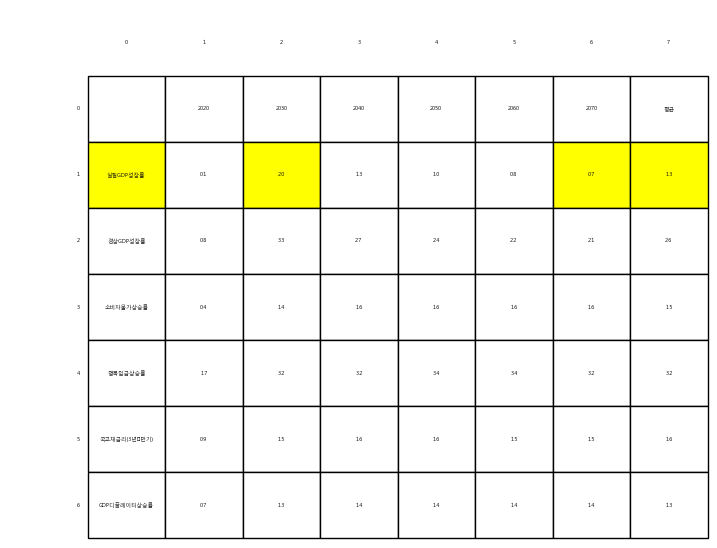 0 1 2 3 4 5 6 7
0 2020 2030 2040 2050 2060 2070 평균
1 실질GDP성장률 01 20 13 10 08 07 13
2 경상GDP성장률 08 33 27 24 22 21 26
3 소비자물가상승률 04 14 16 16 16 16 15
4 명목임금상승률 17 32 32 34 34 32 32
5 국고채금리(3년만기) 09 15 16 16 15 15 16
6 GDP디플레이터상승률 07 13 14 14 14 14 13